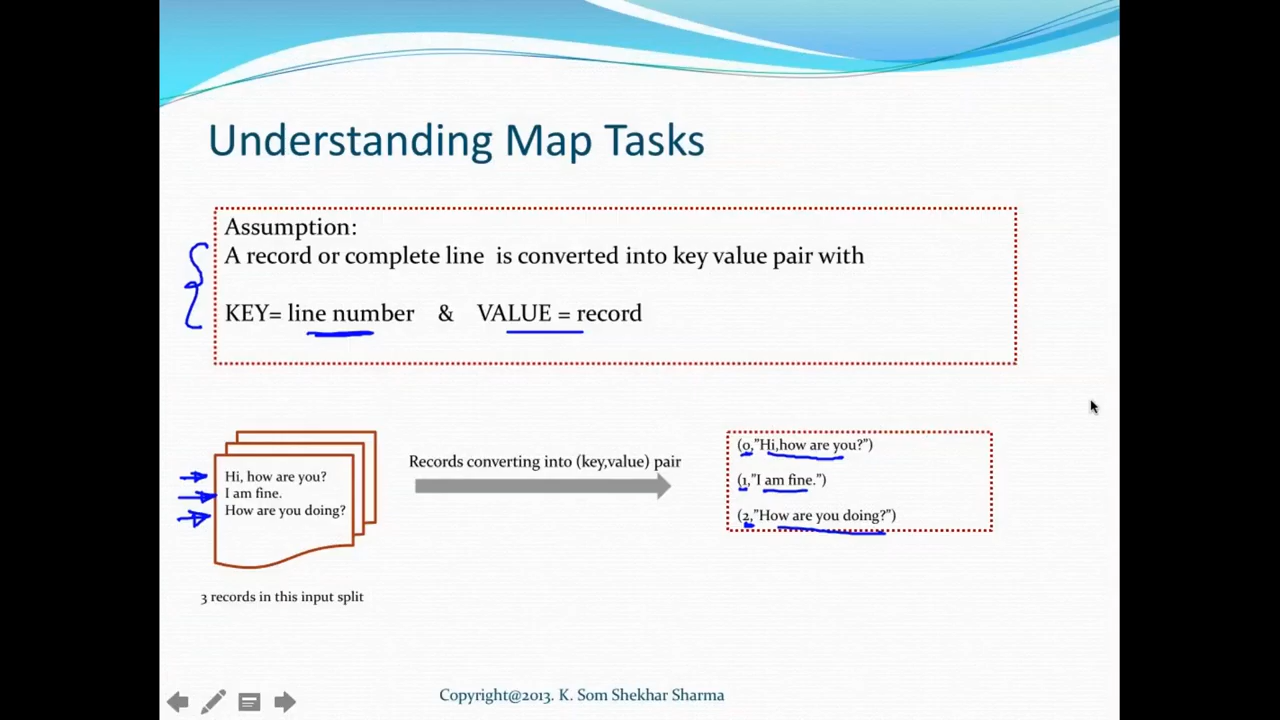 Understanding Map Tasks
Assumption:
A record or complete line is converted into key value pair with
KEY= line number & VALUE = record
Hi, how are you?
I am fine.
How are you doing?
3 records in this input split
Records converting into (key,value) pair
(0,”Hi,how are you?”)
(1,”I am fine.”)
(2,”How are you doing?”)
Copyright@2013. K. Som Shekhar Sharma